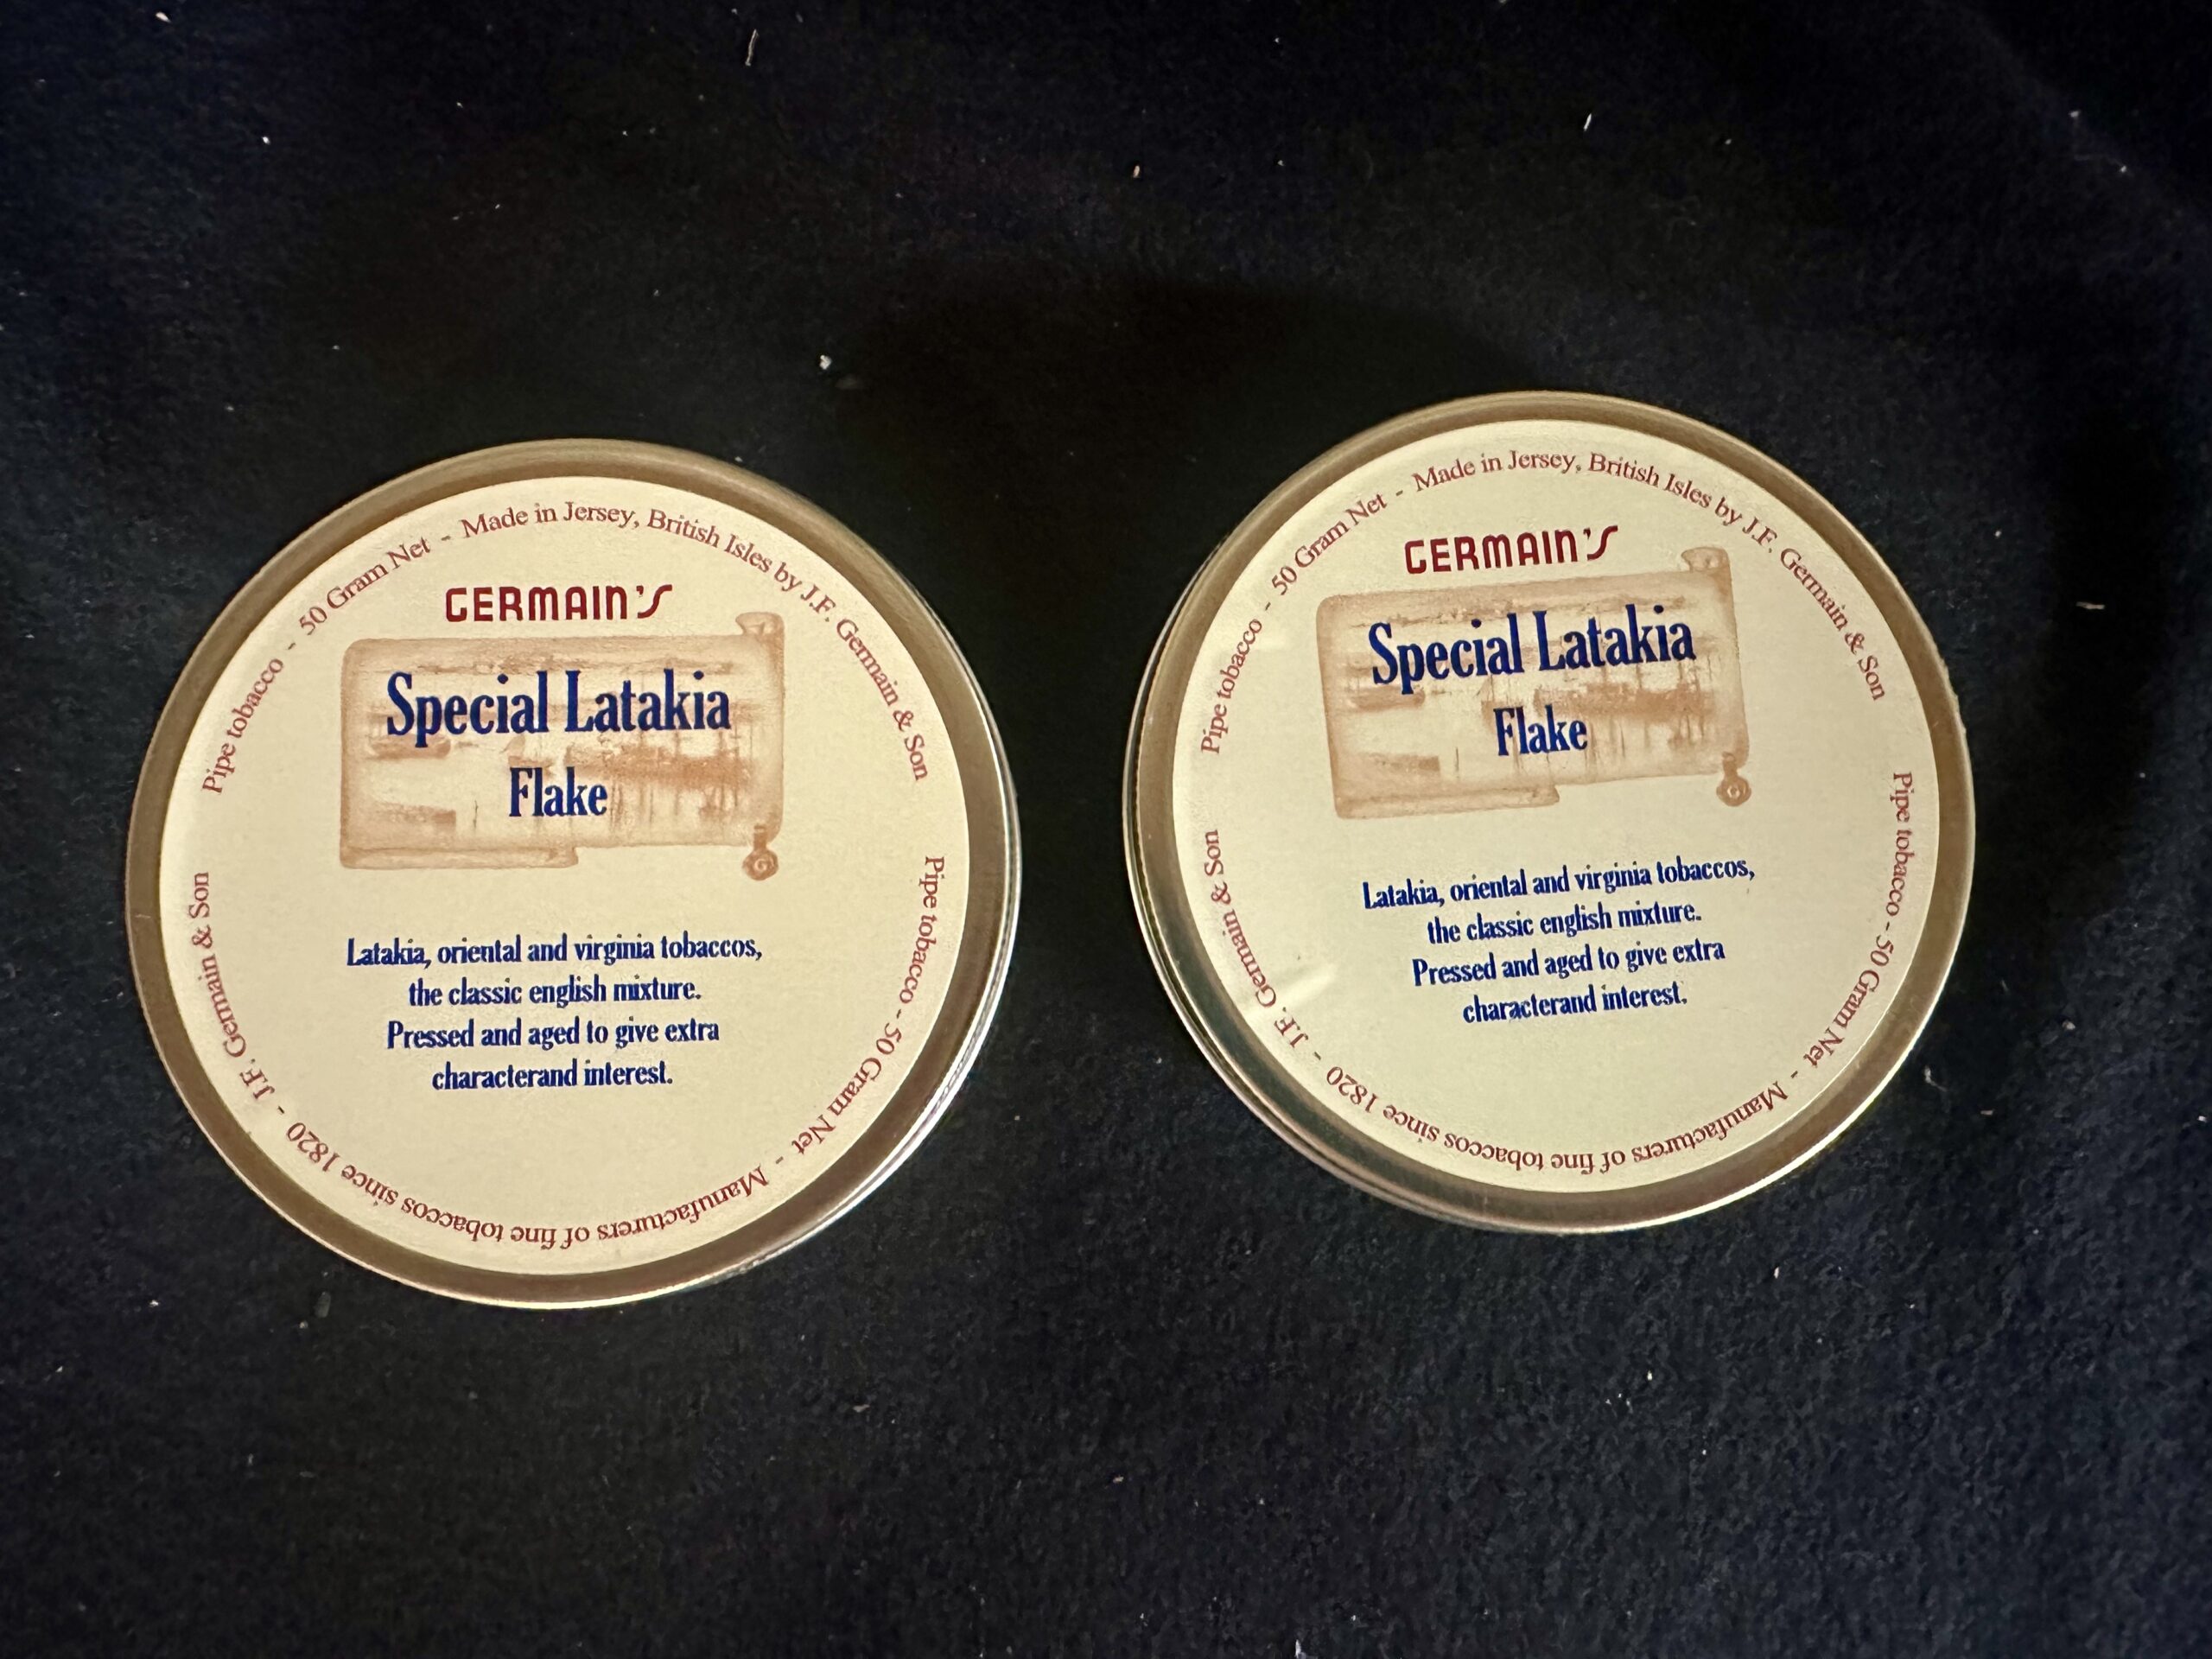 Pipe tobacco - 50 Gram Net - Made in Jersey, British Isles by J.F. Germain & Son
GERMAIN'S
Special Latakia
Flake
G
Latakia, oriental and virginia tobaccos,
the classic english mixture.
Pressed and aged to give extra
characterand interest.
Pipe tobacco - 50 Gram Net - Manufacturers of fine tobaccos since 1820 - J.F. Germain & Son
Pipe tobacco - 50 Gram Net - Made in Jersey, British Isles by J.F. Germain & Son
GERMAIN'S
Special Latakia
Flake
G
Latakia, oriental and virginia tobaccos,
the classic english mixture.
Pressed and aged to give extra
characterand interest.
Pipe tobacco - 50 Gram Net - Manufacturers of fine tobaccos since 1820 - J.F. Germain & Son